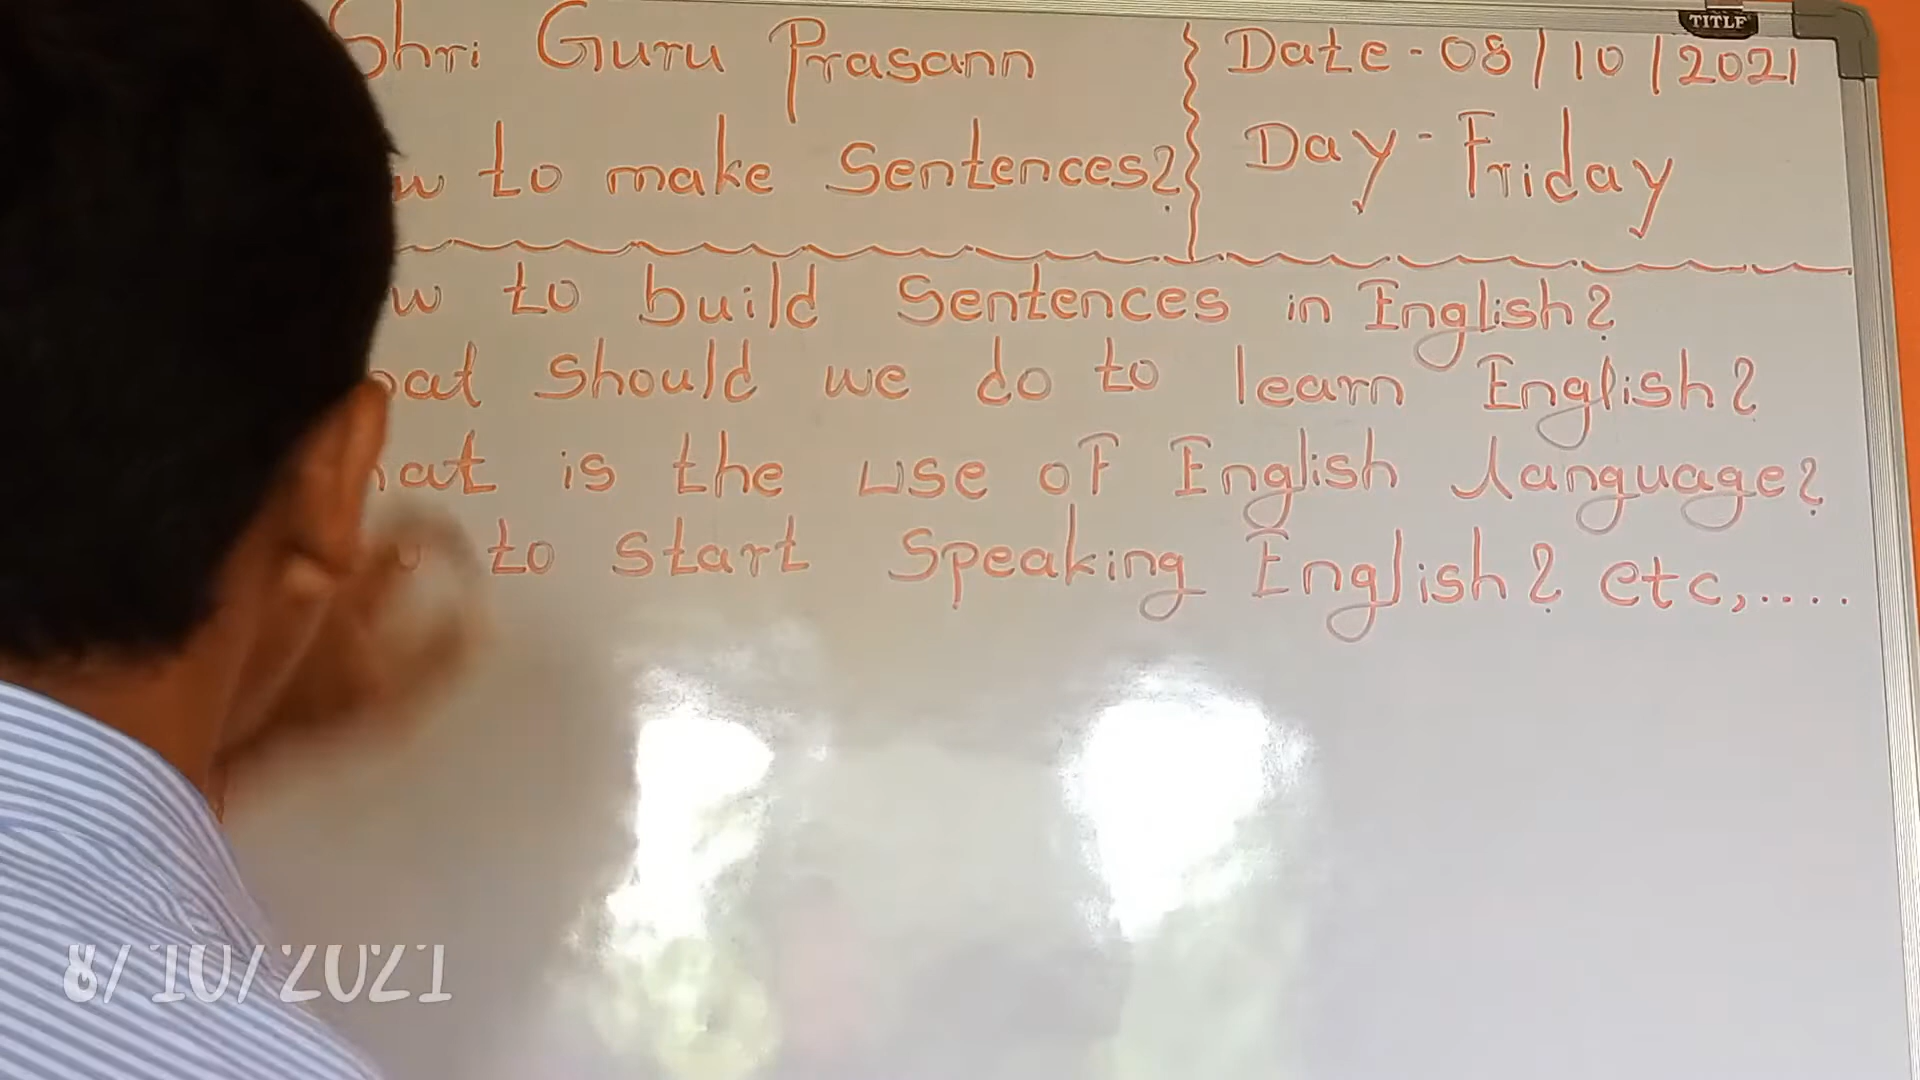 Shri Guru Prasann
Date - 08/10/2021
to make Sentences?
Day - Friday
to build Sentences in English?
should we do to learn English?
is the use of English language?
to start Speaking English? etc,....
TITLE
8/10/2021